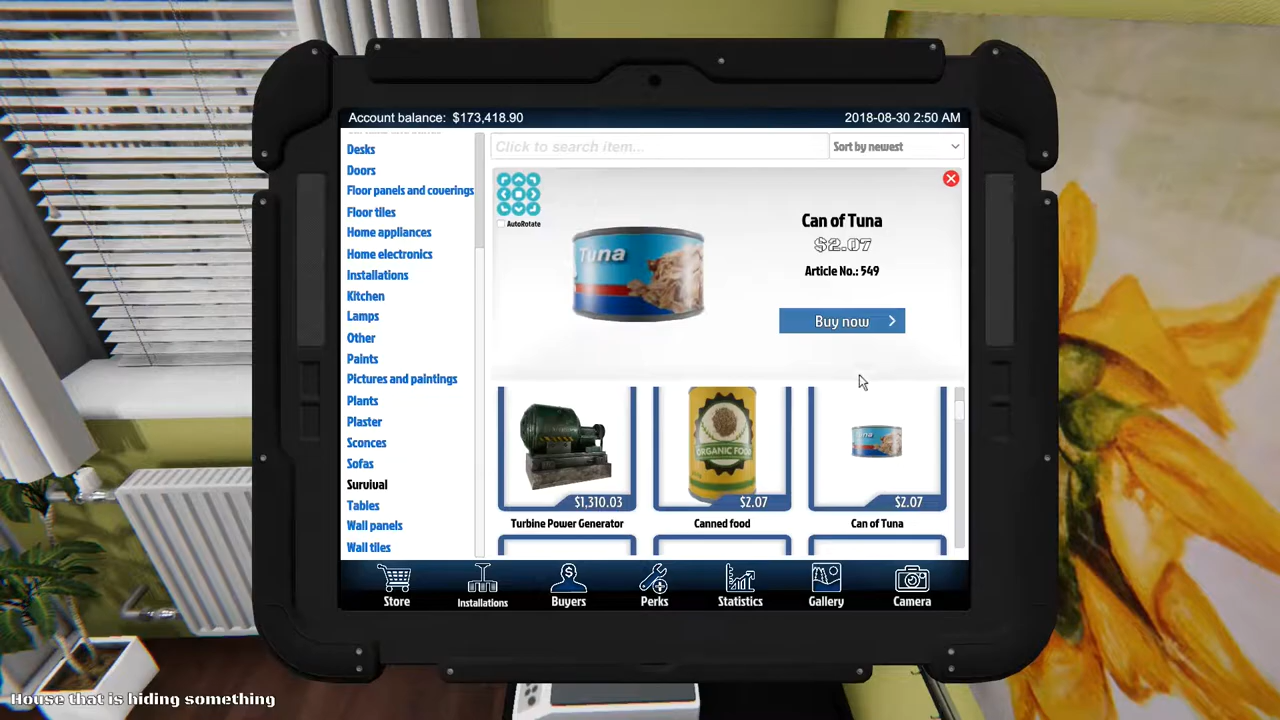 Account balance: $173,418.90
2018-08-30 2:50 AM
Desks
Doors
Floor panels and coverings
Floor tiles
Home appliances
Home electronics
Installations
Kitchen
Lamps
Other
Paints
Pictures and paintings
Plants
Plaster
Sconces
Sofas
Survival
Tables
Wall panels
Wall tiles
Click to search item...
Sort by newest
AutoRotate
Tuna
Can of Tuna
$2.07
Article No.: 549
Buy now
ORGANIC FOOD
Tuna
$1,310.03
$2.07
$2.07
Turbine Power Generator
Canned food
Can of Tuna
Store
Installations
Buyers
Perks
Statistics
Gallery
Camera
House that is hiding something